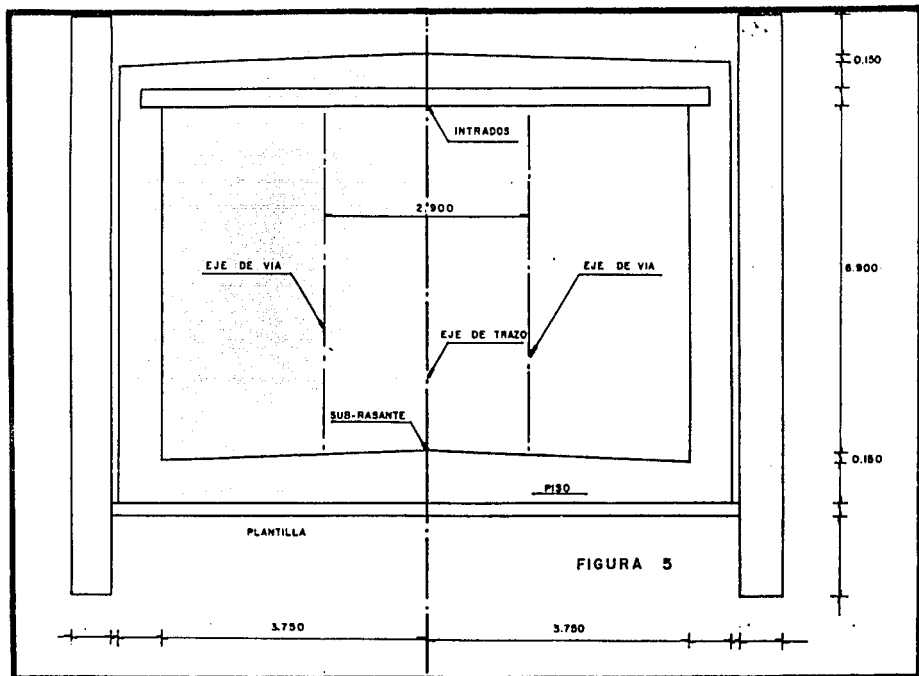 0.150
INTRADOS
2.900
EJE DE VIA
EJE DE VIA
6.900
EJE DE TRAZO
SUB-RASANTE
0.150
PISO
PLANTILLA
FIGURA 5
3.750
3.750